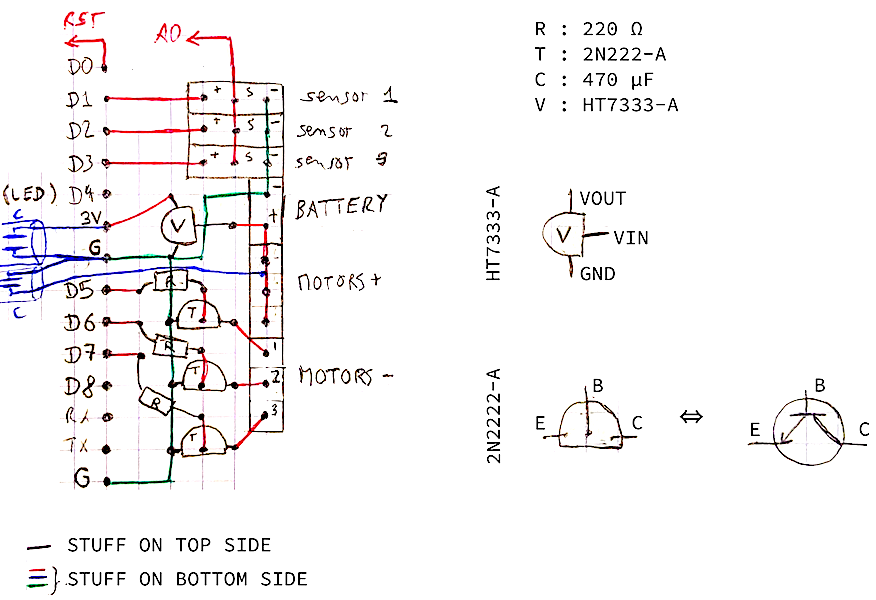 RST
A0
D0
D1
+ S -
sensor 1
D2
+ S -
sensor 2
D3
+ S -
sensor 3
(LED)
D4
-
BATTERY
C
3V
V
+
G
MOTORS+
C
D5
R
T
D6
R
1
D7
T
D8
2
MOTORS-
R
RX
3
T
TX
G
R : 220 Ω
T : 2N222-A
C : 470 µF
V : HT7333-A
HT7333-A
VOUT
V
VIN
GND
2N2222-A
B
E
C
⇔
B
E
C
STUFF ON TOP SIDE
} STUFF ON BOTTOM SIDE